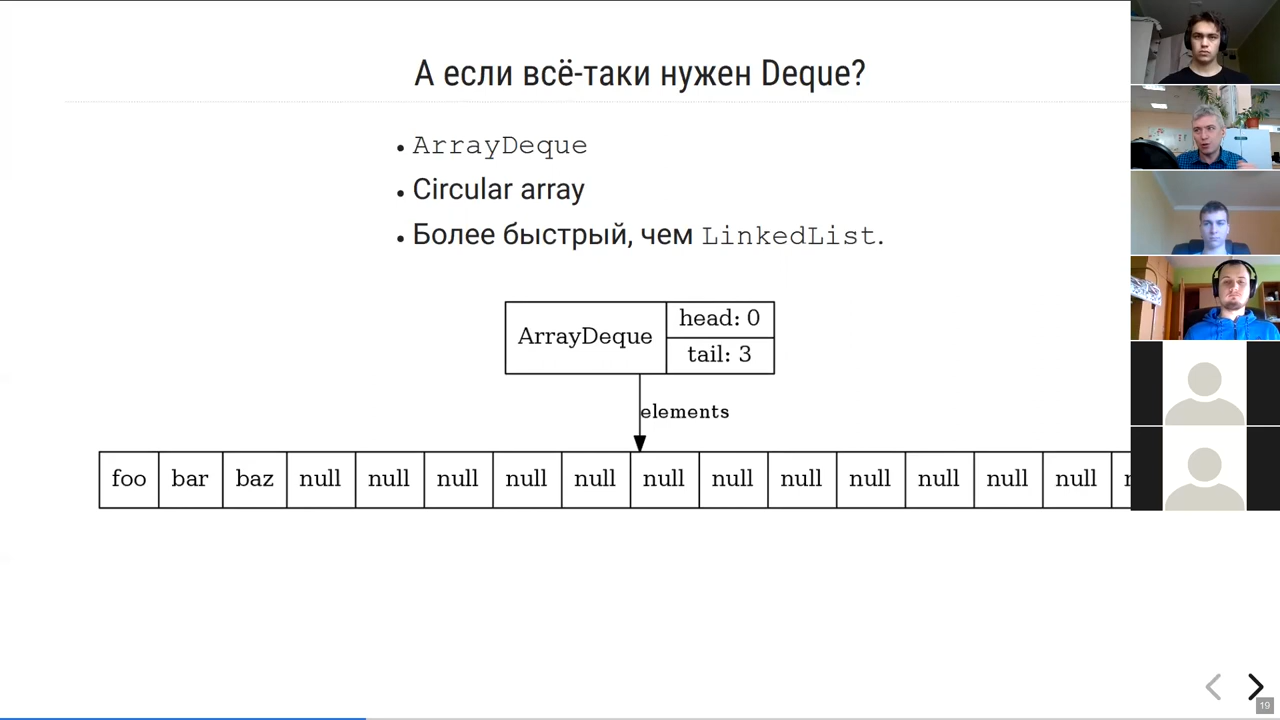 А если всё-таки нужен Deque?
• ArrayDeque
• Circular array
• Более быстрый, чем LinkedList.
ArrayDeque
head: 0
tail: 3
elements
foo bar baz null null null null null null null null null null null null
19